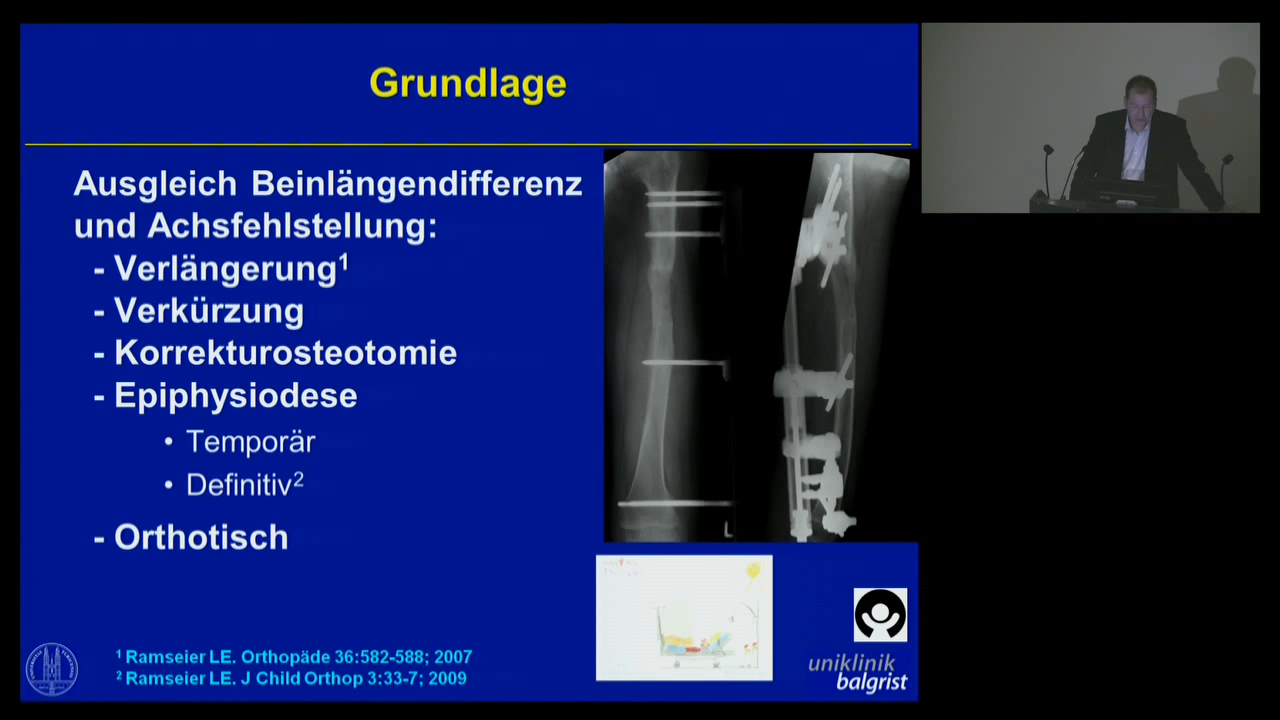 Grundlage
Ausgleich Beinlängendifferenz
und Achsfehlstellung:
- Verlängerung¹
- Verkürzung
- Korrekturosteotomie
- Epiphysiodese
• Temporär
• Definitiv²
- Orthotisch
L
¹ Ramseier LE. Orthopäde 36:582-588; 2007
² Ramseier LE. J Child Orthop 3:33-7; 2009
uniklinik
balgrist